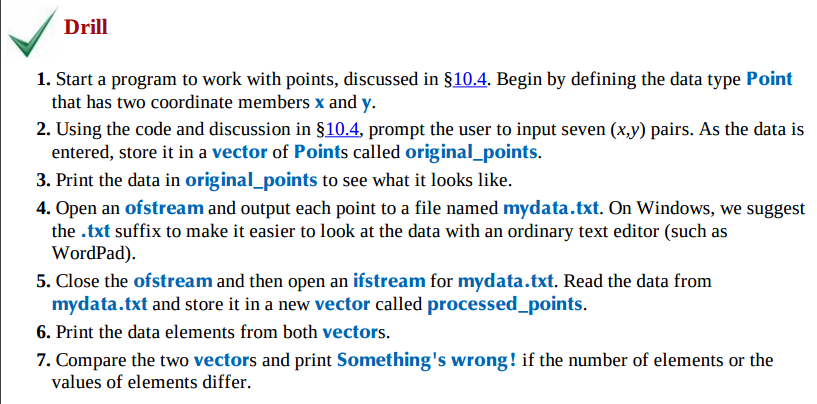 Drill
1. Start a program to work with points, discussed in §10.4. Begin by defining the data type Point
that has two coordinate members x and y.
2. Using the code and discussion in §10.4, prompt the user to input seven (x,y) pairs. As the data is
entered, store it in a vector of Points called original_points.
3. Print the data in original_points to see what it looks like.
4. Open an ofstream and output each point to a file named mydata.txt. On Windows, we suggest
the .txt suffix to make it easier to look at the data with an ordinary text editor (such as
WordPad).
5. Close the ofstream and then open an ifstream for mydata.txt. Read the data from
mydata.txt and store it in a new vector called processed_points.
6. Print the data elements from both vectors.
7. Compare the two vectors and print Something's wrong! if the number of elements or the
values of elements differ.